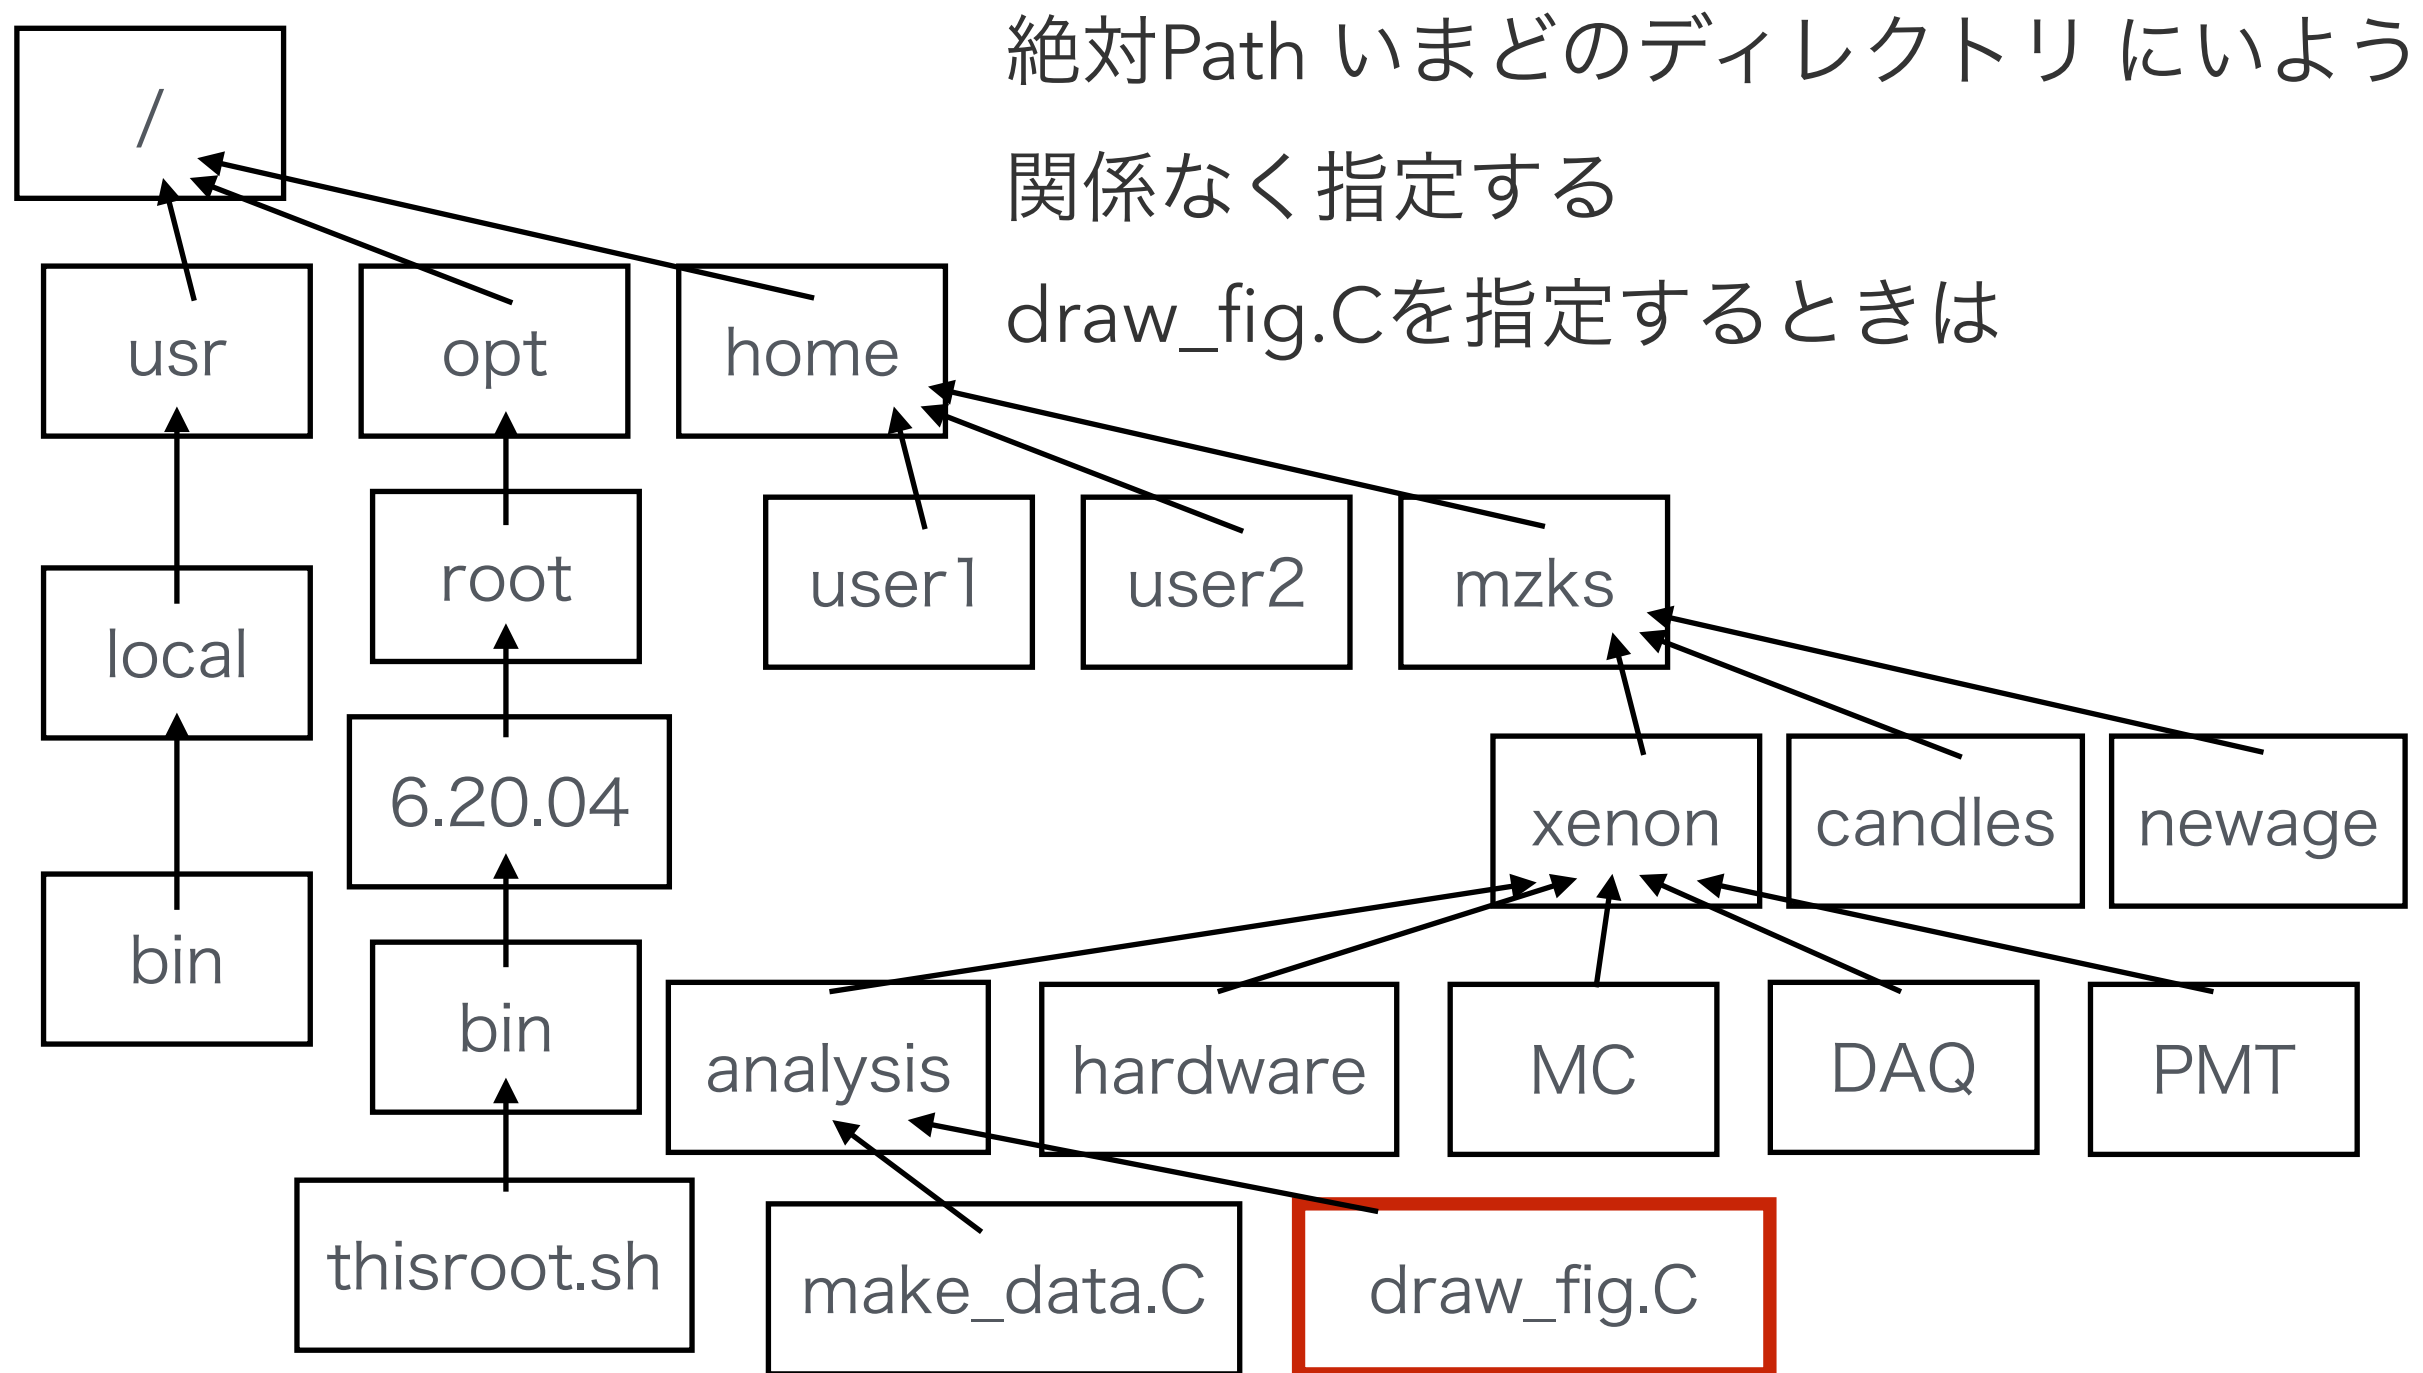 絶対Path いまどのディレクトリ にいよう
関係なく指定する
draw_fig.Cを指定するときは
/
usr
opt
home
root
user1
user2
mzks
local
6.20.04
xenon
candles
newage
bin
bin
analysis
hardware
MC
DAQ
PMT
thisroot.sh
make_data.C
draw_fig.C